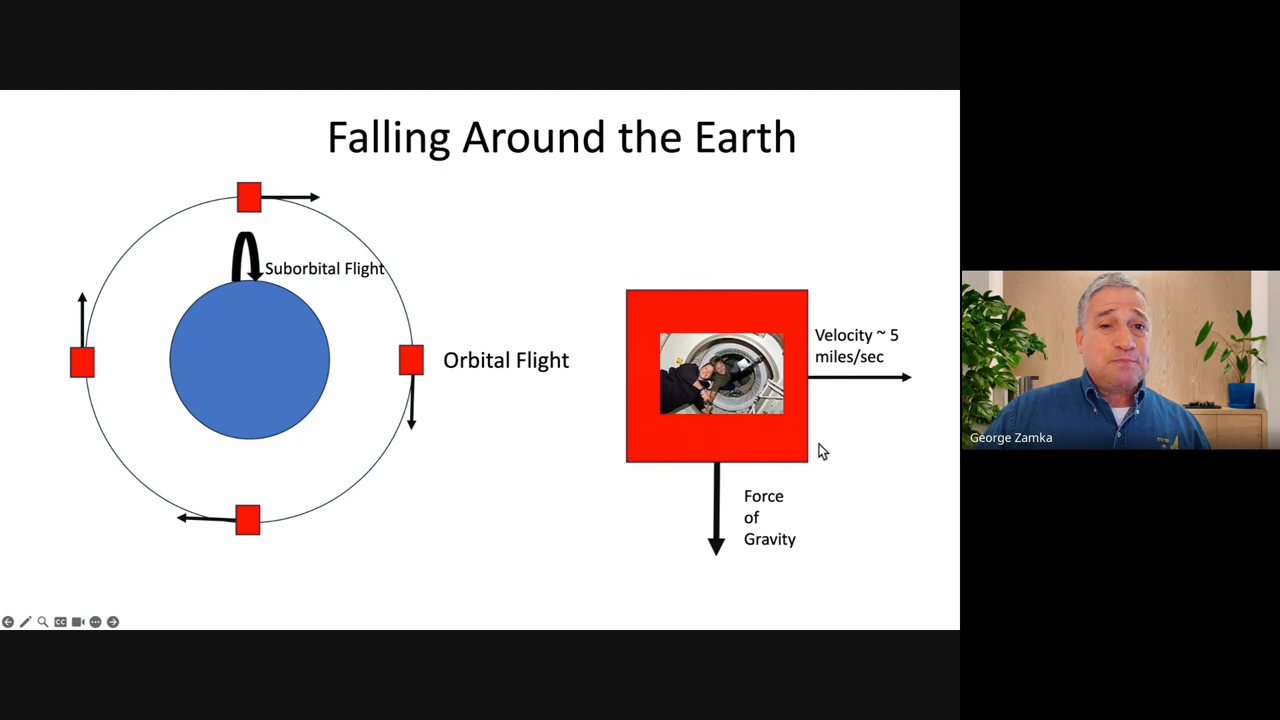 Falling Around the Earth
Suborbital Flight
Orbital Flight
Velocity ~ 5
miles/sec
Force
of
Gravity
George Zamka